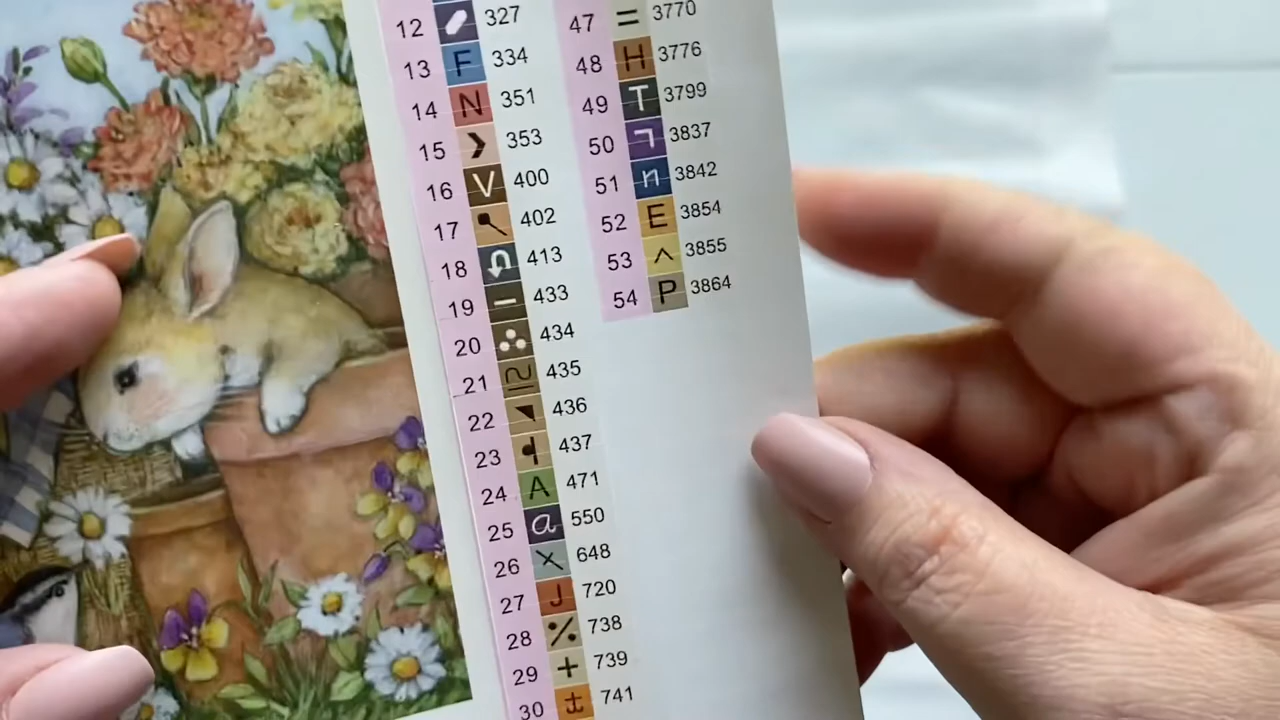 12 327
13 F 334
14 N 351
15 353
16 V 400
17 402
18 413
19 − 433
20 434
21 435
22 436
23 437
24 A 471
25 a 550
26 X 648
27 J 720
28 % 738
29 + 739
30 741
47 = 3770
48 H 3776
49 T 3799
50 3837
51 n 3842
52 E 3854
53 ^ 3855
54 P 3864